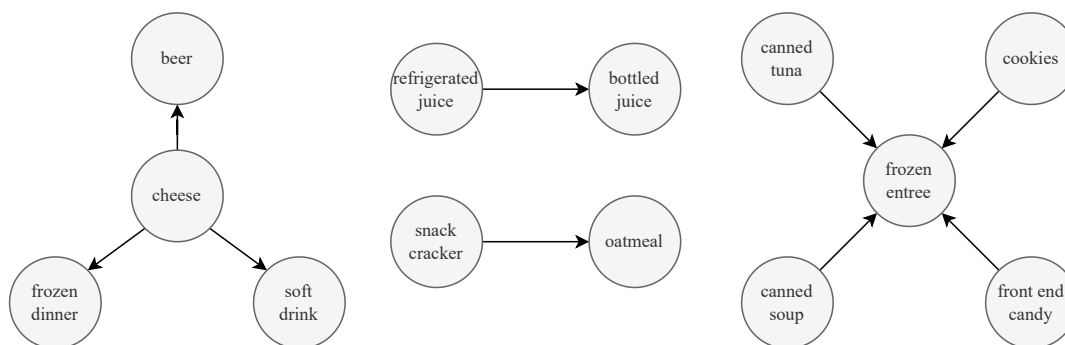 beer
cheese
frozen
dinner
soft
drink
refrigerated
juice
bottled
juice
snack
cracker
oatmeal
canned
tuna
cookies
frozen
entree
canned
soup
front end
candy